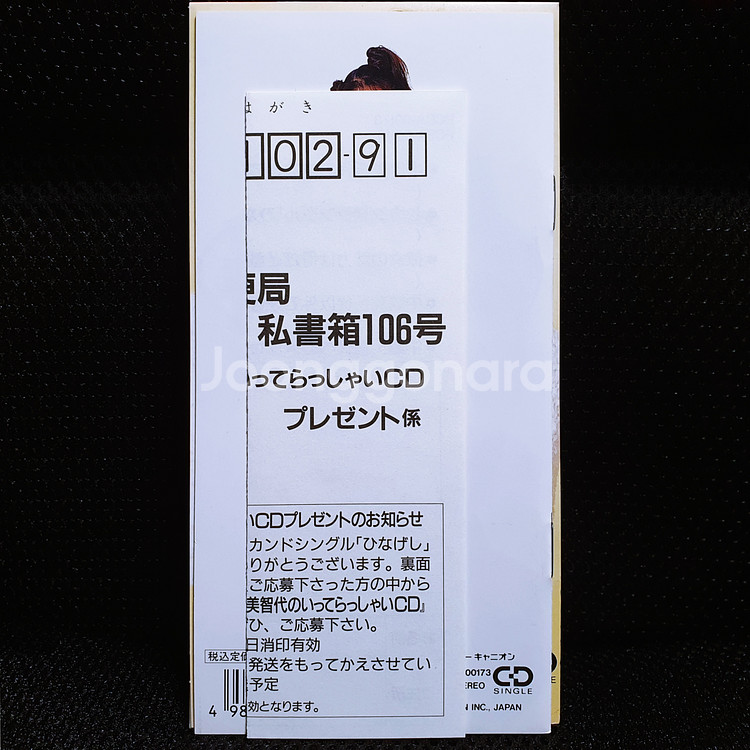 はがき
102-91
便局
私書箱106号
ってらっしゃいCD
プレゼント係
Joonggonara
いCDプレゼントのお知らせ
カンドシングル「ひなげし」
りがとうございます。裏面
ご応募下さった方の中から
美智代のいってらっしゃいCD』
ひ、ご応募下さい。
日消印有効
発送をもってかえさせてい
予定
効となります。
税込定価
4 98
ーキャニオン
00173
EREO
CD
SINGLE
N INC., JAPAN